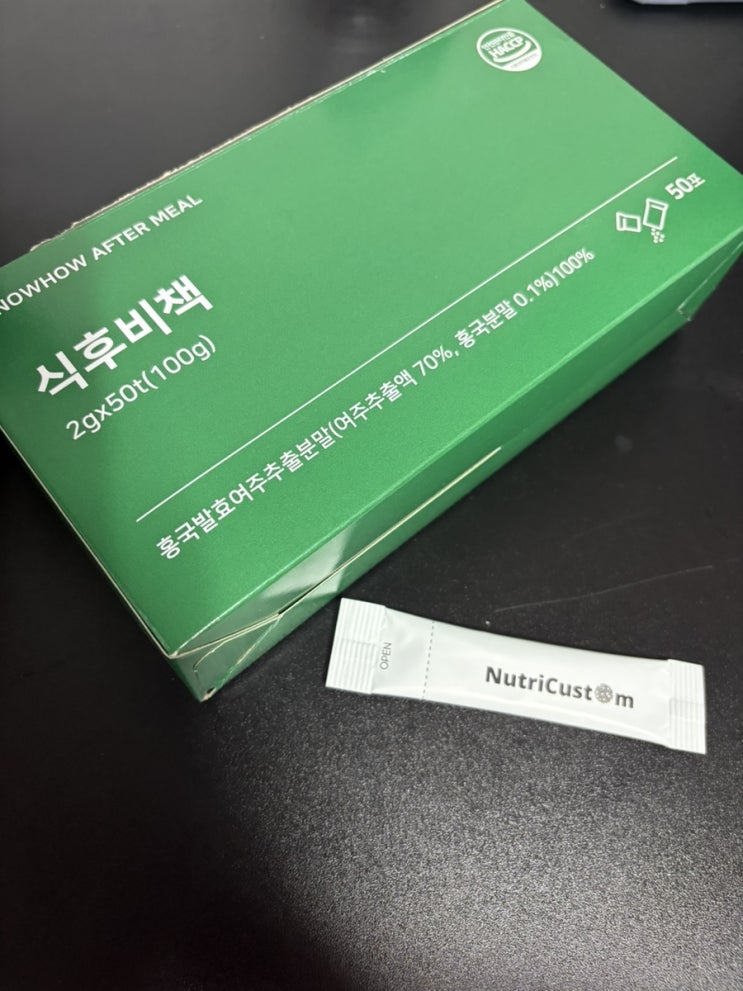 HACCP
NOWHOW AFTER MEAL
식후비책
2gx50t(100g)
50포
홍국발효여주추출분말(여주추출액 70%, 홍국분말 0.1%)100%
OPEN
NutriCustom